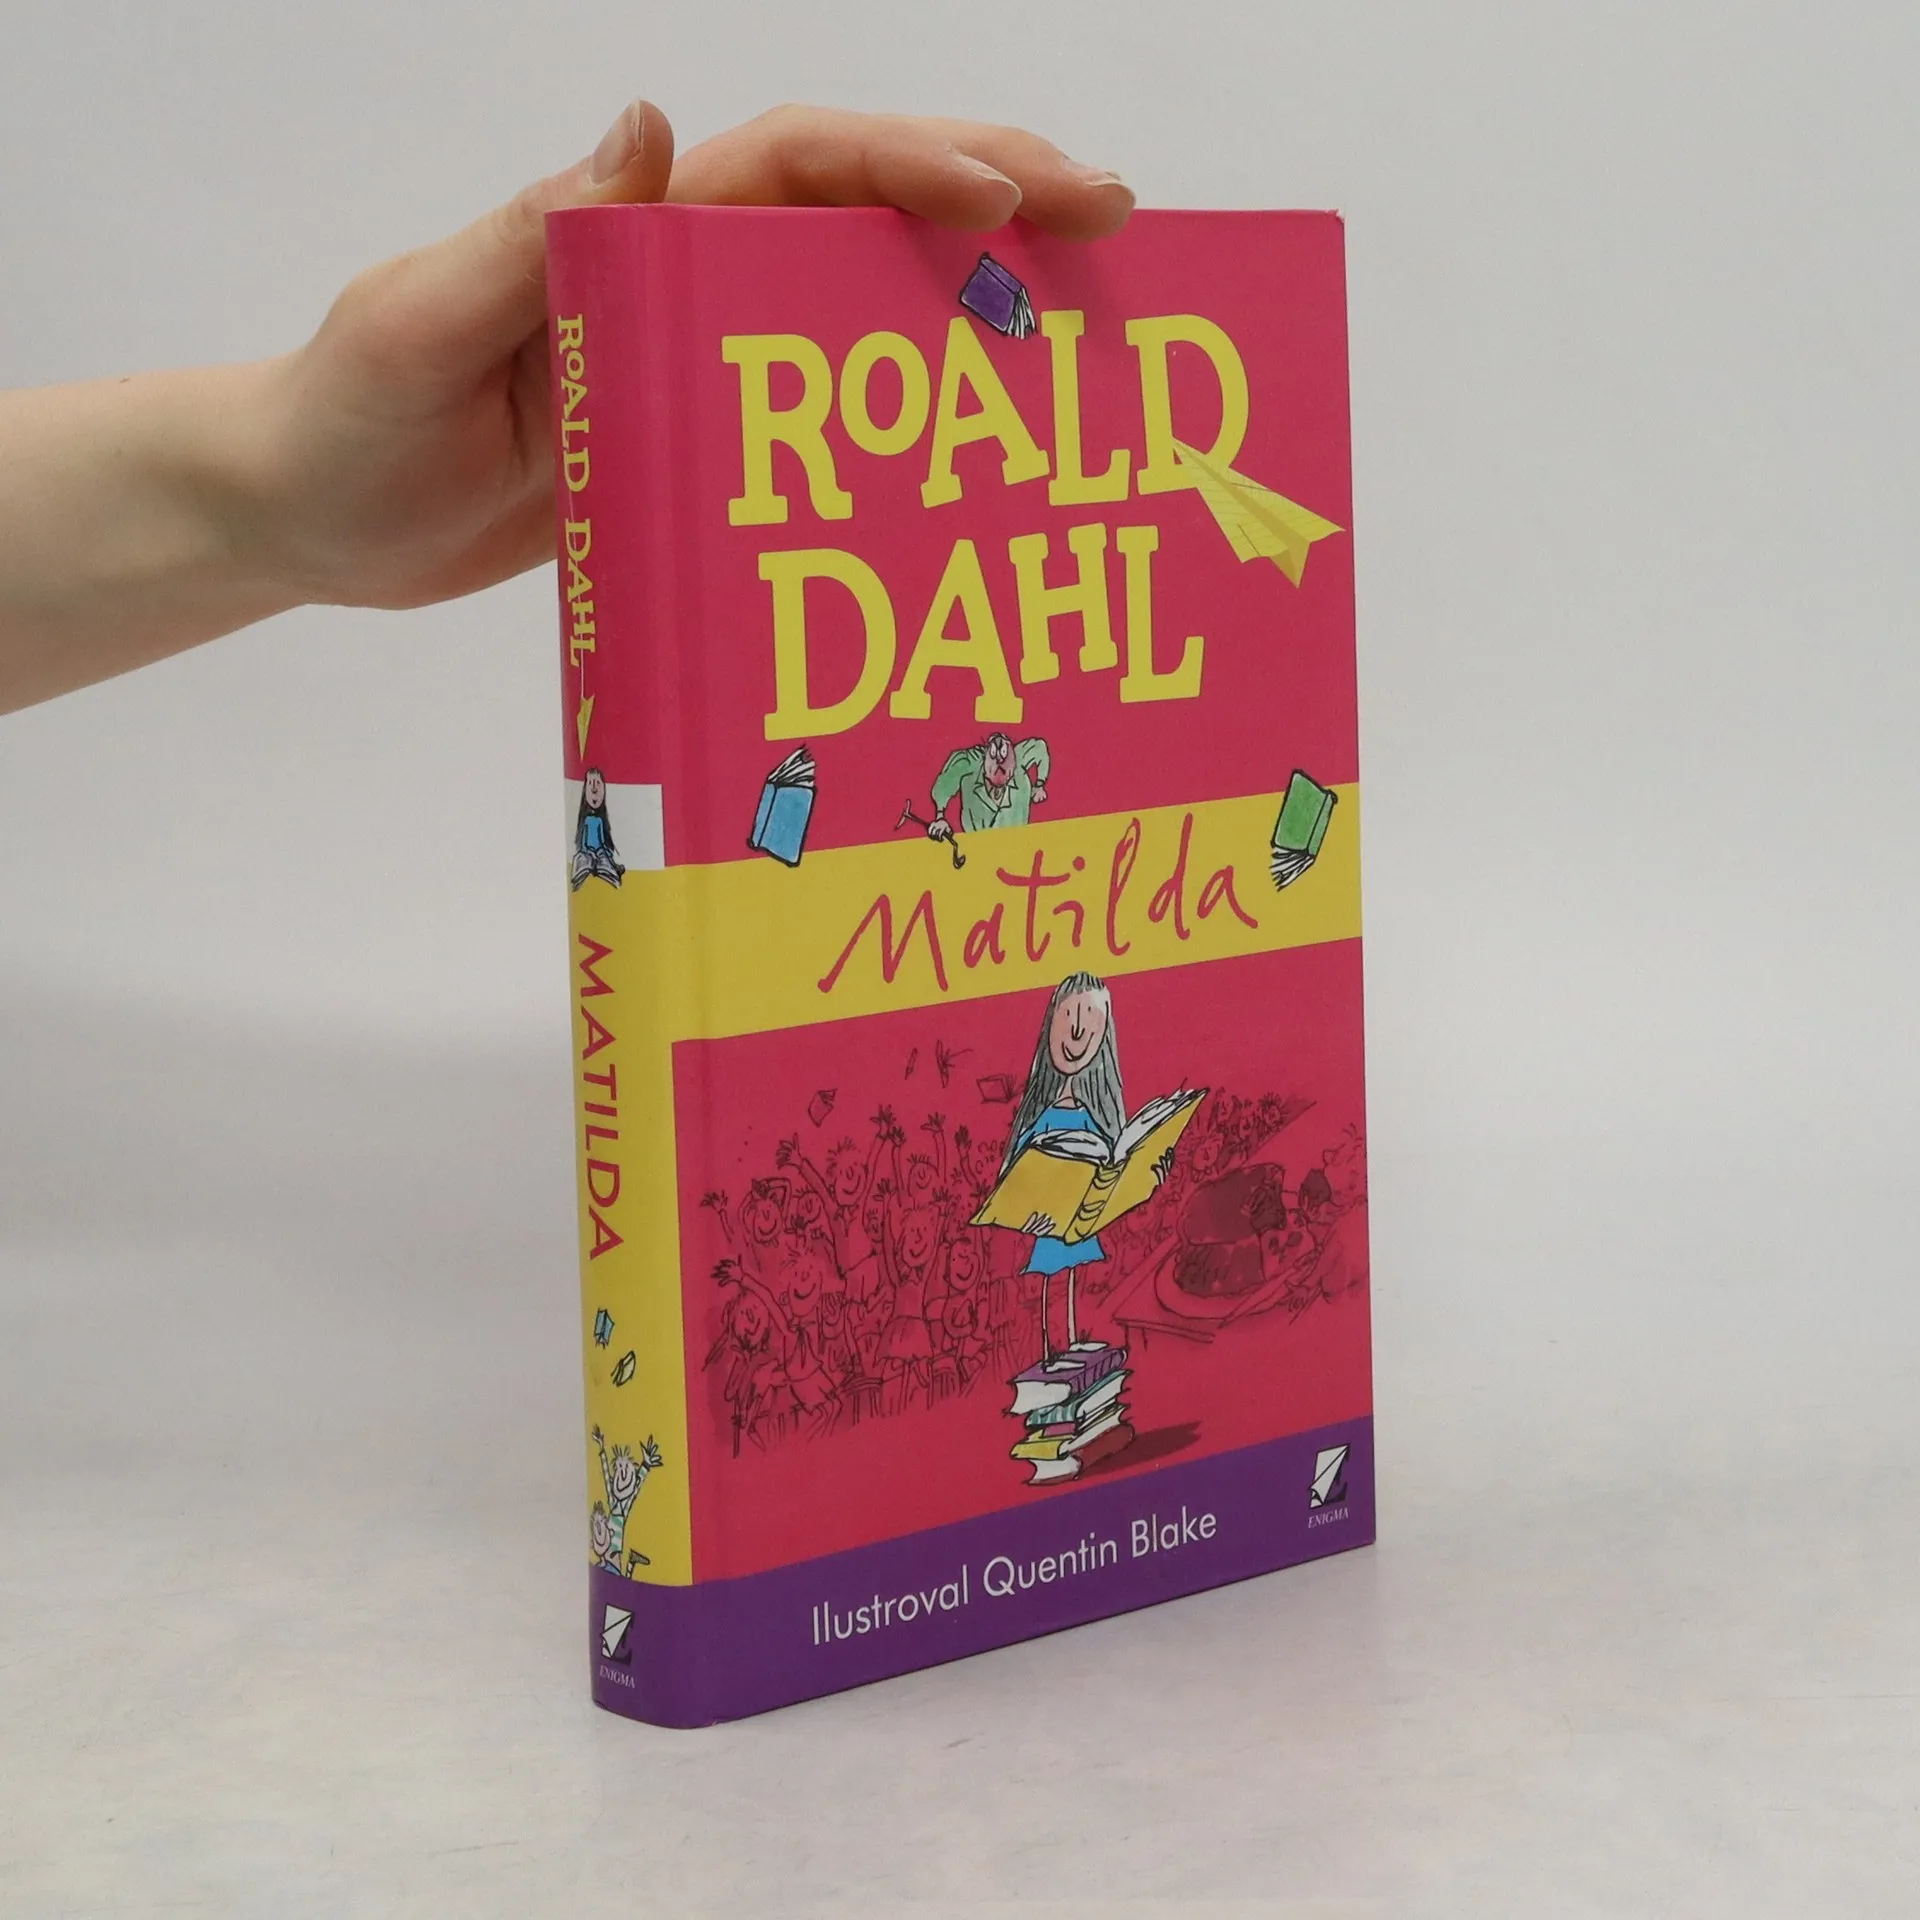 ROALD DAHL
MATILDA
ENIGMA
ROALD
DAHL
Matilda
Ilustroval Quentin Blake
ENIGMA